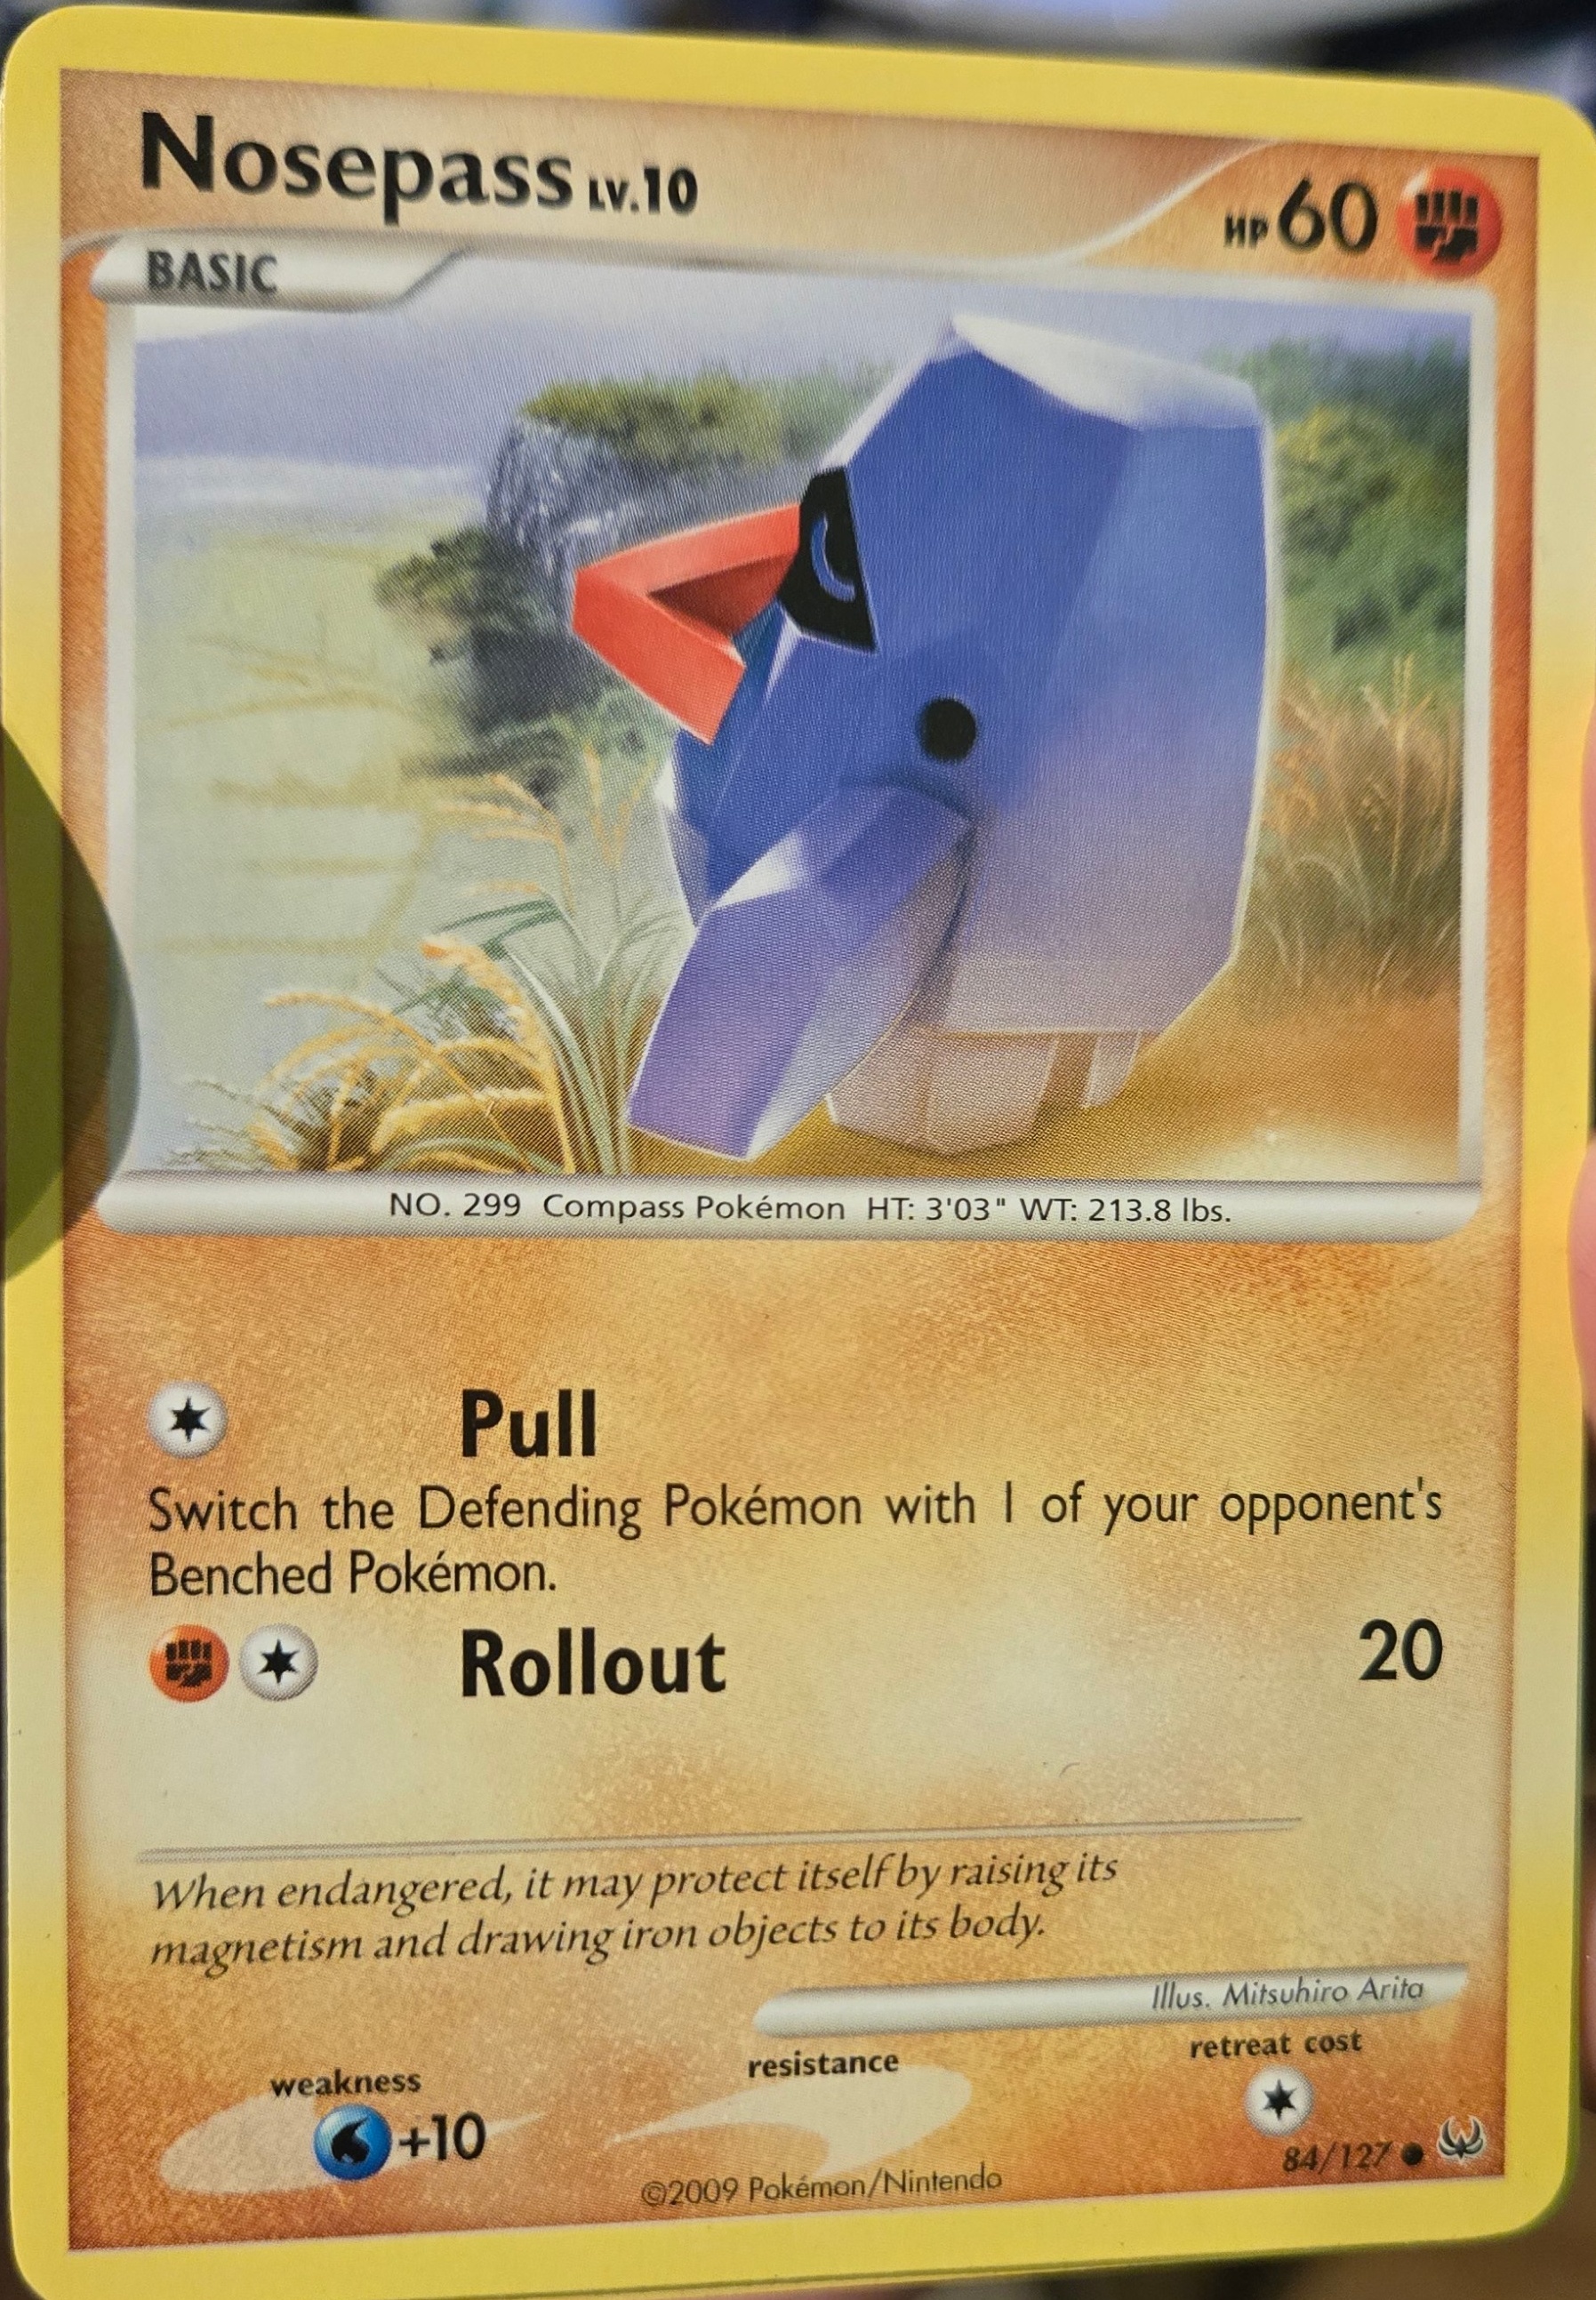 Nosepass LV.10
HP 60
BASIC
NO. 299 Compass Pokémon HT: 3'03" WT: 213.8 lbs.
Pull
Switch the Defending Pokémon with 1 of your opponent's
Benched Pokémon.
Rollout 20
When endangered, it may protect itself by raising its
magnetism and drawing iron objects to its body.
Illus. Mitsuhiro Arita
weakness
+10
resistance
retreat cost
84/127
©2009 Pokémon/Nintendo